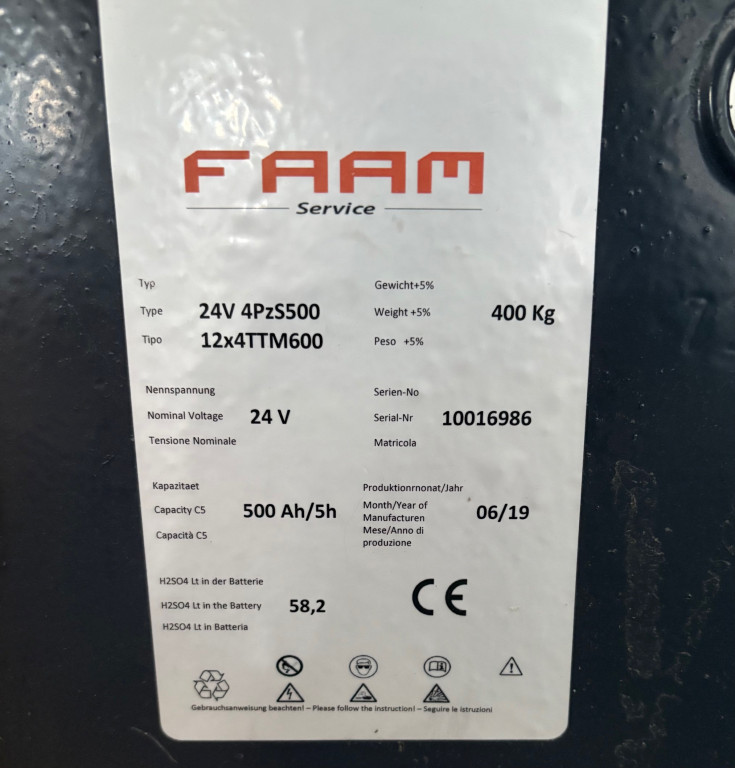 FAAM
Service
Typ
Type 24V 4PzS500
Tipo 12x4TTM600
Gewicht+5%
Weight +5% 400 Kg
Peso +5%
Nennspannung
Nominal Voltage 24 V
Tensione Nominale
Serien-No
Serial-Nr 10016986
Matricola
Kapazitaet
Capacity C5 500 Ah/5h
Capacità C5
Produktionrnonat/Jahr
Month/Year of
Manufacturen 06/19
Mese/Anno di
produzione
H2SO4 Lt in der Batterie
H2SO4 Lt in the Battery 58,2
H2SO4 Lt in Batteria
CE
Gebrauchsanweisung beachten! – Please follow the instruction! – Seguire le istruzioni